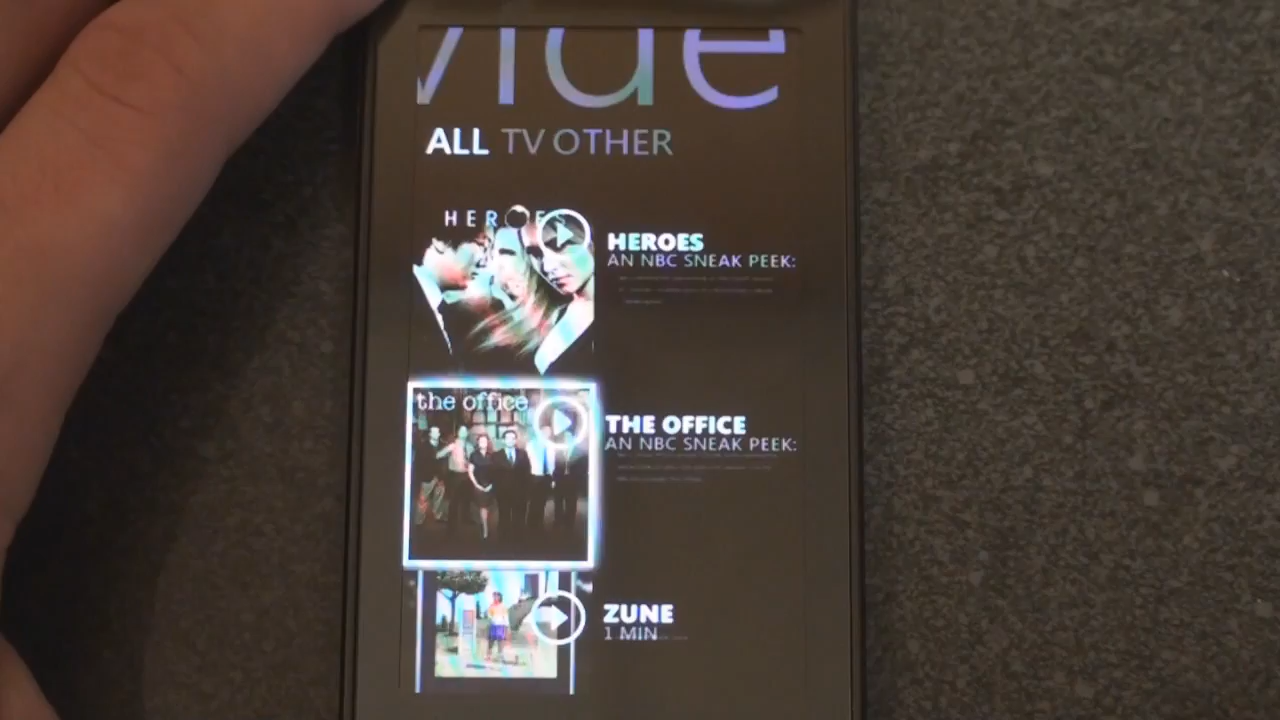 vide
ALL TV OTHER
HEROES
HEROES
AN NBC SNEAK PEEK:
the office
THE OFFICE
AN NBC SNEAK PEEK:
ZUNE
1 MIN